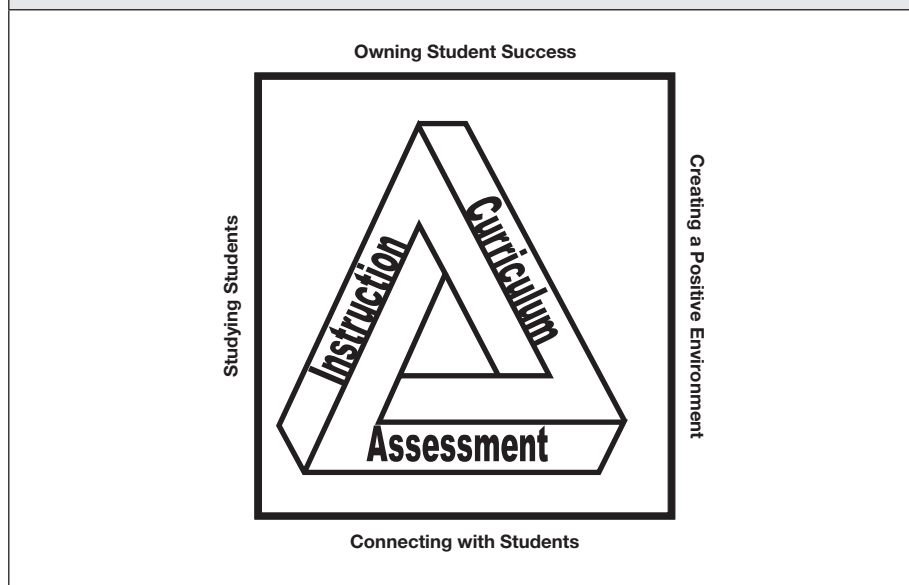 Owning Student Success
Studying Students
Instruction
Curriculum
Assessment
Creating a Positive Environment
Connecting with Students